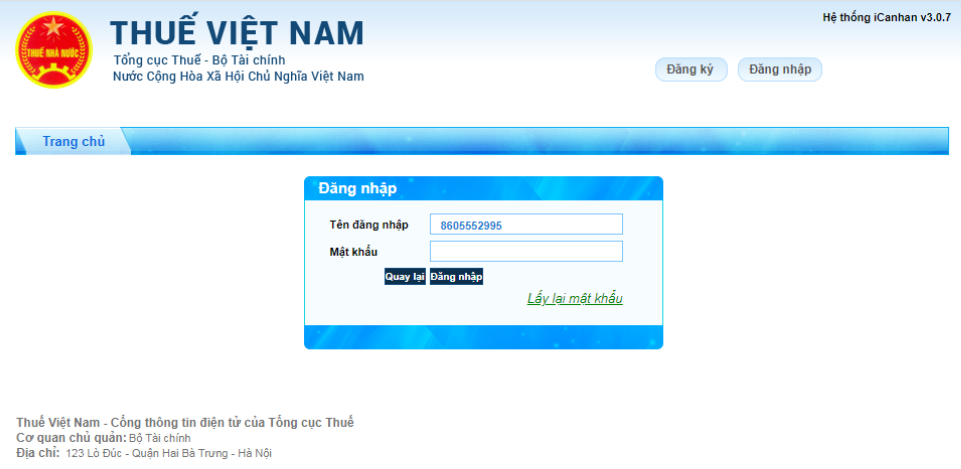 Hệ thống iCanhan v3.0.7
THUẾ NHÀ NƯỚC
THUẾ VIỆT NAM
Tổng cục Thuế - Bộ Tài chính
Nước Cộng Hòa Xã Hội Chủ Nghĩa Việt Nam
Đăng ký
Đăng nhập
Trang chủ
Đăng nhập
Tên đăng nhập 8605552995
Mật khẩu
Quay lại Đăng nhập
Lấy lại mật khẩu
Thuế Việt Nam - Cổng thông tin điện tử của Tổng cục Thuế
Cơ quan chủ quản: Bộ Tài chính
Địa chỉ: 123 Lò Đúc - Quận Hai Bà Trưng - Hà Nội